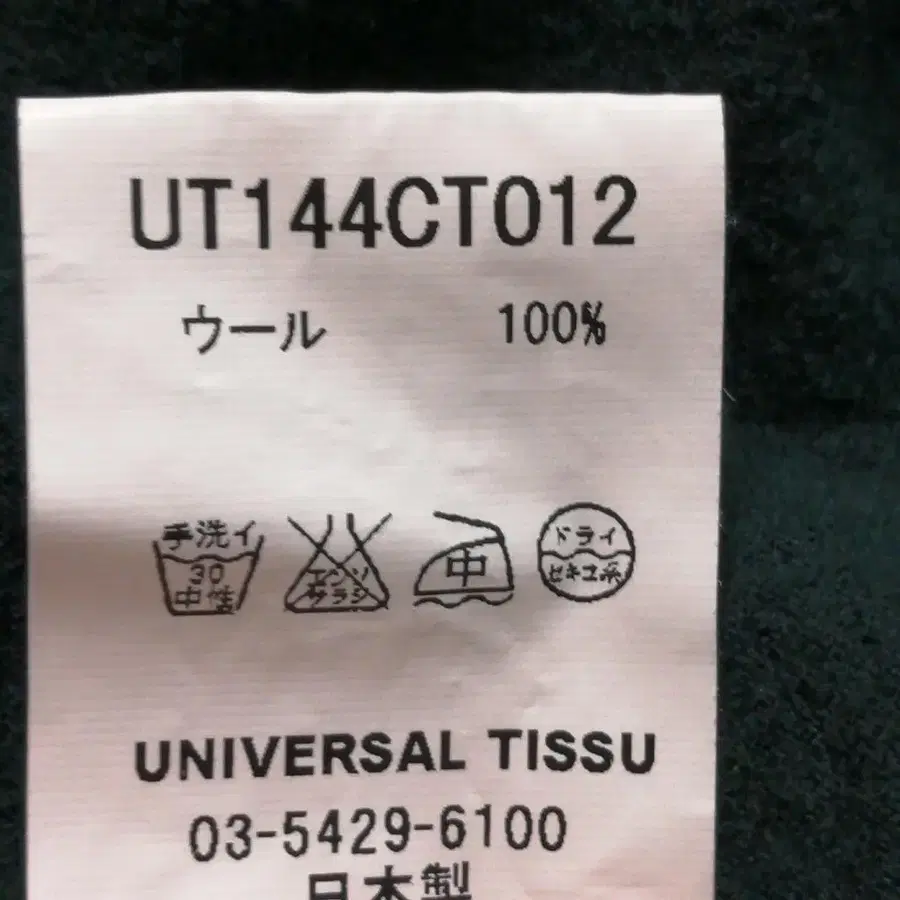 UT144CT012
ウール 100%
手洗イ
30
中性
エンソ
サラシ
中
ドライ
セキユ系
UNIVERSAL TISSU
03-5429-6100
日本製